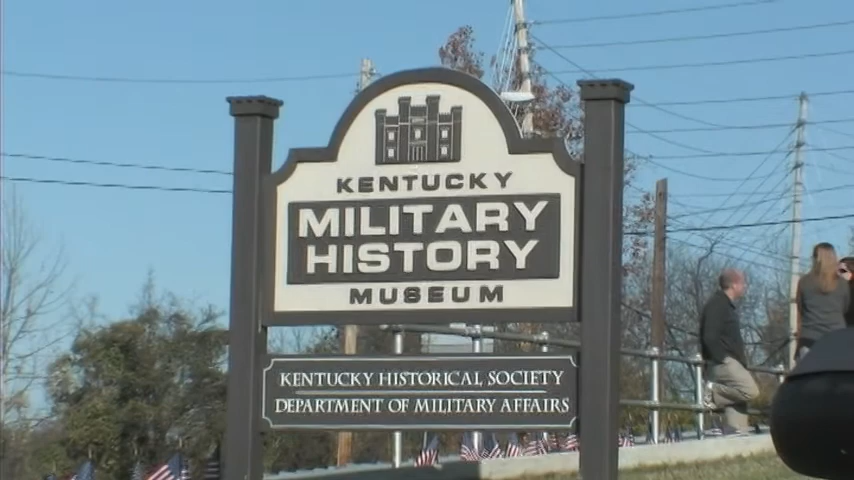 KENTUCKY
MILITARY
HISTORY
MUSEUM
KENTUCKY HISTORICAL SOCIETY
DEPARTMENT OF MILITARY AFFAIRS